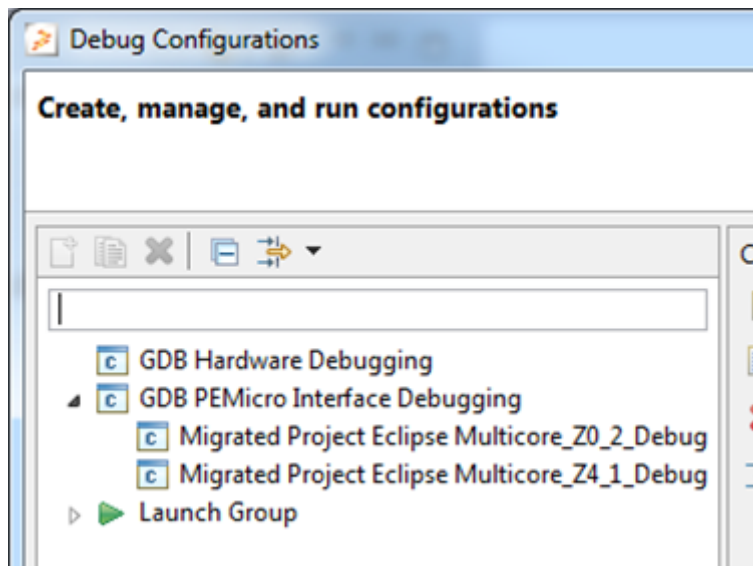 Debug Configurations
Create, manage, and run configurations
GDB Hardware Debugging
GDB PEMicro Interface Debugging
Migrated Project Eclipse Multicore_Z0_2_Debug
Migrated Project Eclipse Multicore_Z4_1_Debug
Launch Group